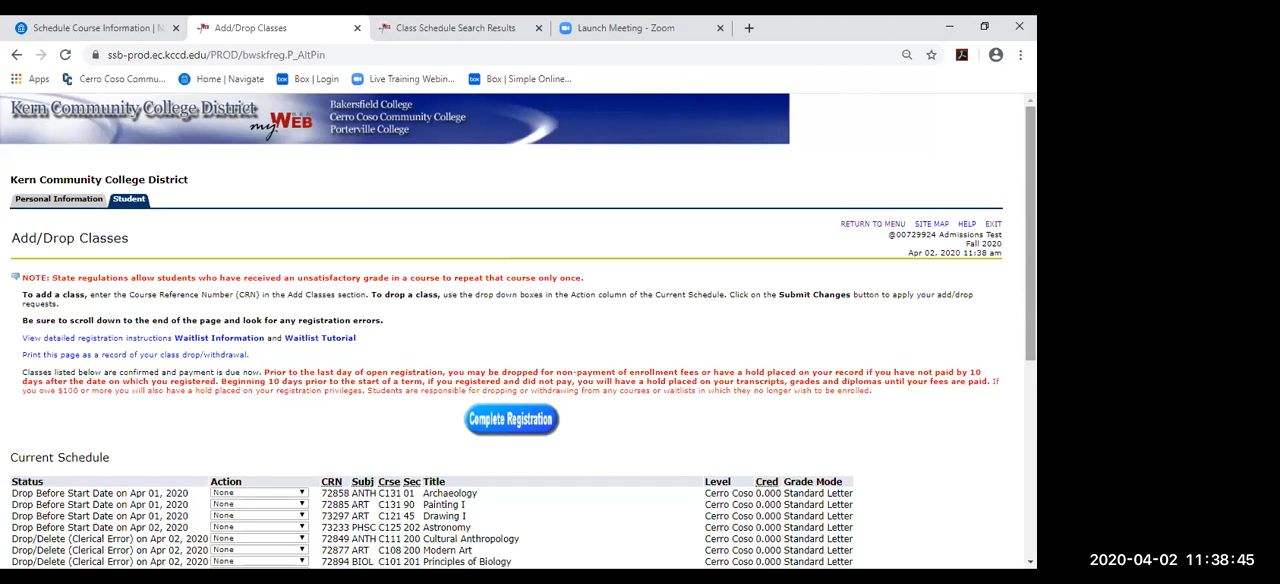 Schedule Course Information | N
Add/Drop Classes
Class Schedule Search Results
Launch Meeting - Zoom
ssb-prod.ec.kccd.edu/PROD/bwskfreg.P_AltPin
Apps
Cerro Coso Commu...
Home | Navigate
box
Box | Login
Live Training Webin...
box
Box | Simple Online...
Kern Community College District
myWEB
Bakersfield College
Cerro Coso Community College
Porterville College
Kern Community College District
Personal Information
Student
RETURN TO MENU SITE MAP HELP EXIT
Add/Drop Classes
@00729924 Admissions Test
Fall 2020
Apr 02, 2020 11:38 am
NOTE: State regulations allow students who have received an unsatisfactory grade in a course to repeat that course only once.
To add a class, enter the Course Reference Number (CRN) in the Add Classes section. To drop a class, use the drop down boxes in the Action column of the Current Schedule. Click on the Submit Changes button to apply your add/drop
requests.
Be sure to scroll down to the end of the page and look for any registration errors.
View detailed registration instructions Waitlist Information and Waitlist Tutorial
Print this page as a record of your class drop/withdrawal.
Classes listed below are confirmed and payment is due now. Prior to the last day of open registration, you may be dropped for non-payment of enrollment fees or have a hold placed on your record if you have not paid by 10
days after the date on which you registered. Beginning 10 days prior to the start of a term, if you registered and did not pay, you will have a hold placed on your transcripts, grades and diplomas until your fees are paid. If
you owe $100 or more you will also have a hold placed on your registration privileges. Students are responsible for dropping or withdrawing from any courses or waitlists in which they no longer wish to be enrolled.
Complete Registration
Current Schedule
Status Action CRN Subj Crse Sec Title Level Cred Grade Mode
Drop Before Start Date on Apr 01, 2020 None 72858 ANTH C131 01 Archaeology Cerro Coso 0.000 Standard Letter
Drop Before Start Date on Apr 01, 2020 None 72885 ART C131 90 Painting I Cerro Coso 0.000 Standard Letter
Drop Before Start Date on Apr 01, 2020 None 73297 ART C121 45 Drawing I Cerro Coso 0.000 Standard Letter
Drop Before Start Date on Apr 02, 2020 None 73233 PHSC C125 202 Astronomy Cerro Coso 0.000 Standard Letter
Drop/Delete (Clerical Error) on Apr 02, 2020 None 72849 ANTH C111 200 Cultural Anthropology Cerro Coso 0.000 Standard Letter
Drop/Delete (Clerical Error) on Apr 02, 2020 None 72877 ART C108 200 Modern Art Cerro Coso 0.000 Standard Letter
Drop/Delete (Clerical Error) on Apr 02, 2020 None 72894 BIOL C101 201 Principles of Biology Cerro Coso 0.000 Standard Letter
2020-04-02 11:38:45